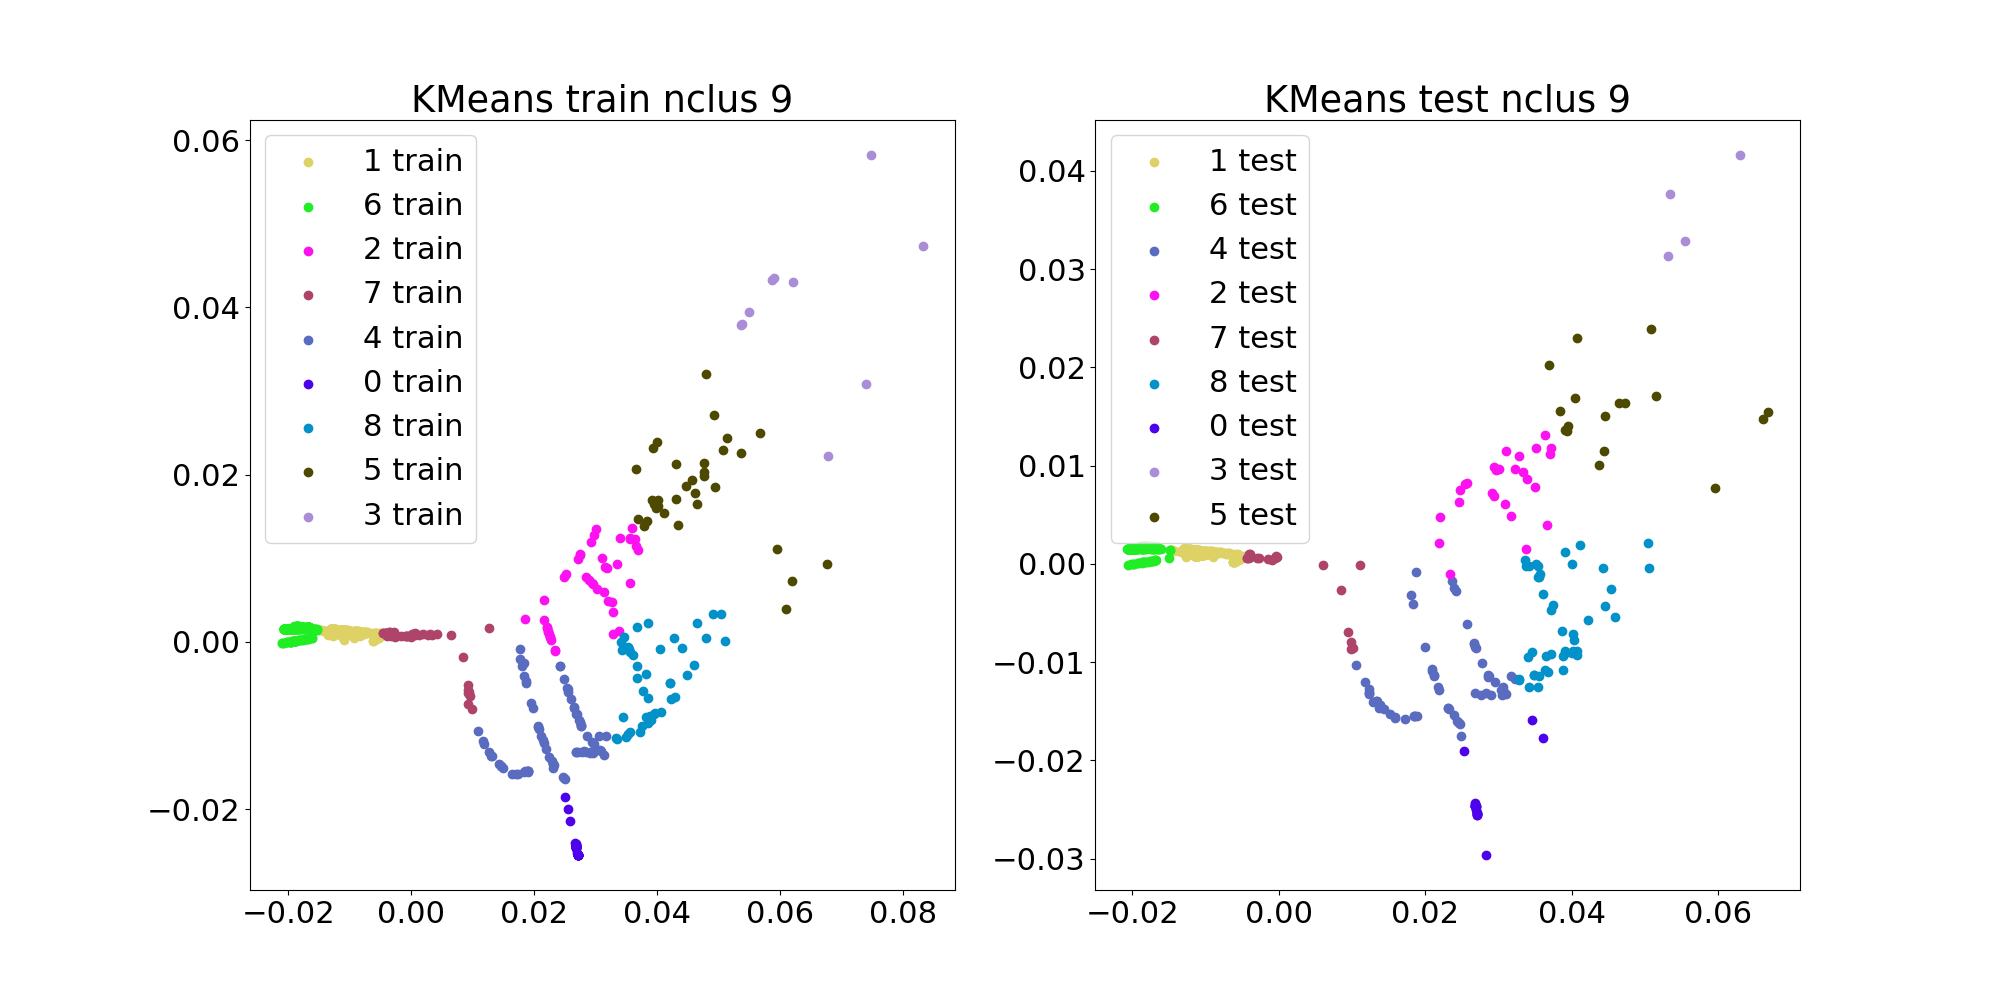 KMeans train nclus 9
0.06
0.04
0.02
0.00
−0.02
1 train
6 train
2 train
7 train
4 train
0 train
8 train
5 train
3 train
−0.02
0.00
0.02
0.04
0.06
0.08
KMeans test nclus 9
0.04
0.03
0.02
0.01
0.00
−0.01
−0.02
−0.03
1 test
6 test
4 test
2 test
7 test
8 test
0 test
3 test
5 test
−0.02
0.00
0.02
0.04
0.06